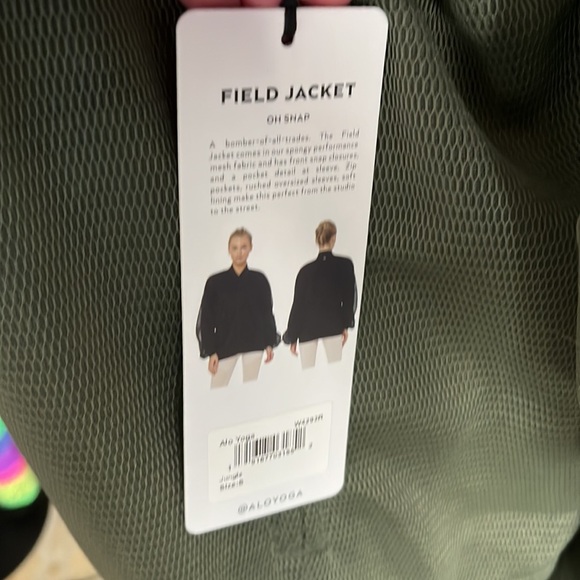 FIELD JACKET
OH SNAP
A bomber-of-all-trades. The Field
Jacket comes in our spongy performance
mesh fabric and has front snap closures,
and a pocket detail at sleeve. Zip
pockets, ruched oversized sleeves, soft
lining make this perfect from the studio
to the street.
Alo Yoga
Jungle
Size:
@ALOYOGA